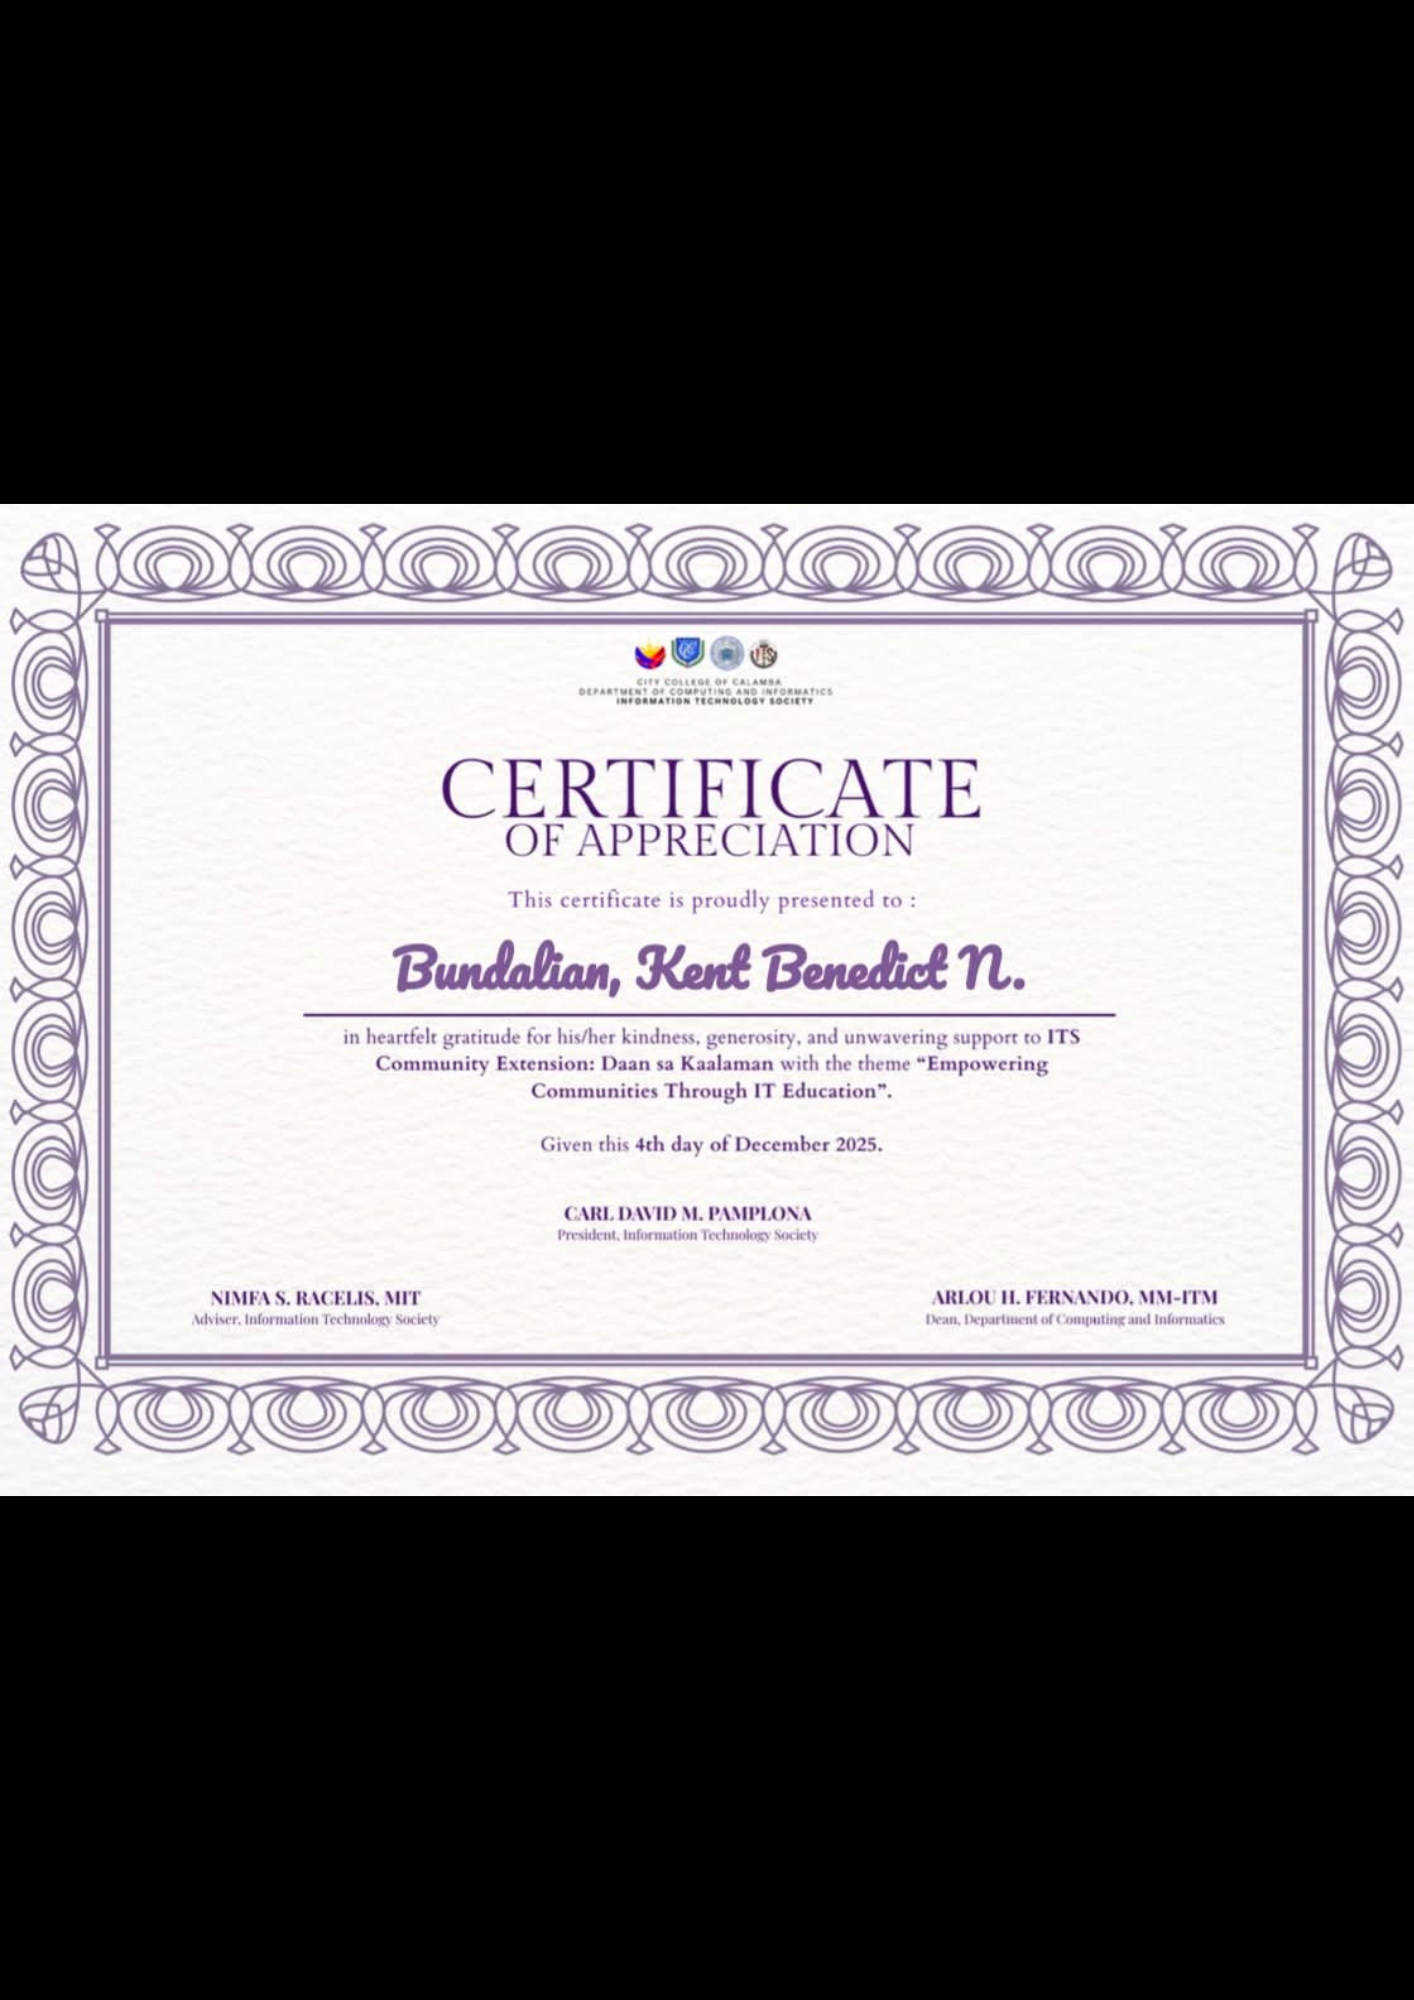 ITS
CITY COLLEGE OF CALAMBA
DEPARTMENT OF COMPUTING AND INFORMATICS
INFORMATION TECHNOLOGY SOCIETY
CERTIFICATE
OF APPRECIATION
This certificate is proudly presented to :
Bundalian, Kent Benedict N.
in heartfelt gratitude for his/her kindness, generosity, and unwavering support to ITS
Community Extension: Daan sa Kaalaman with the theme “Empowering
Communities Through IT Education”.
Given this 4th day of December 2025.
CARL DAVID M. PAMPLONA
President, Information Technology Society
NIMFA S. RACELIS, MIT
Adviser, Information Technology Society
ARLOU H. FERNANDO, MM-ITM
Dean, Department of Computing and Informatics